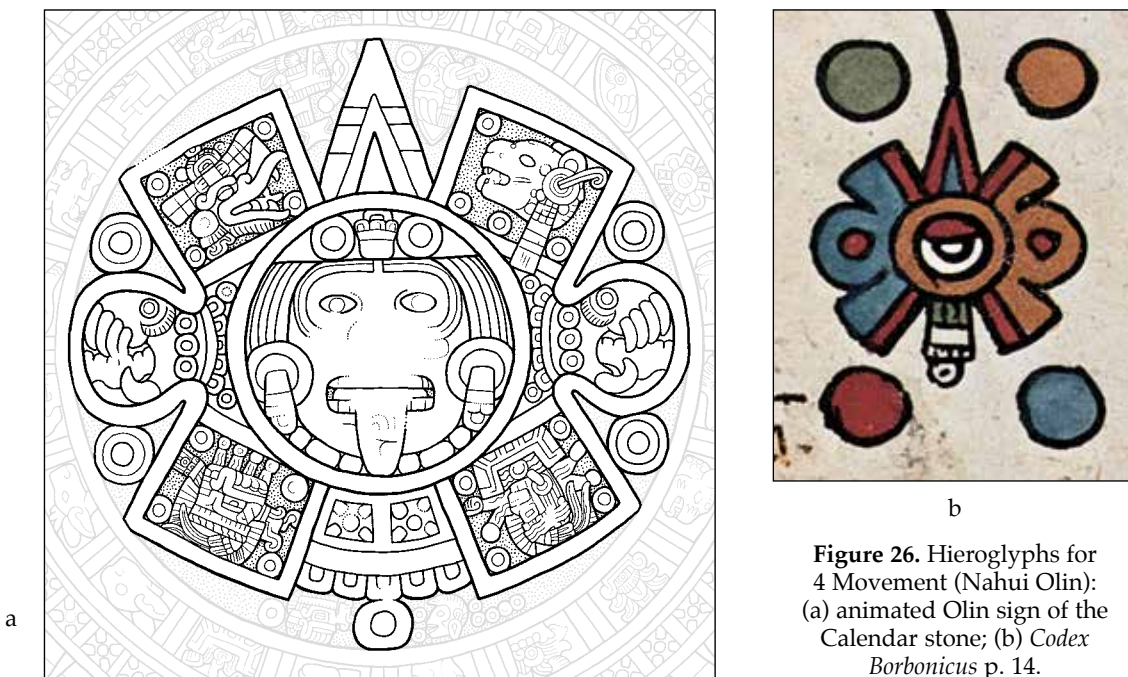 a
b
Figure 26. Hieroglyphs for
4 Movement (Nahui Olin):
(a) animated Olin sign of the
Calendar stone; (b) Codex
Borbonicus p. 14.